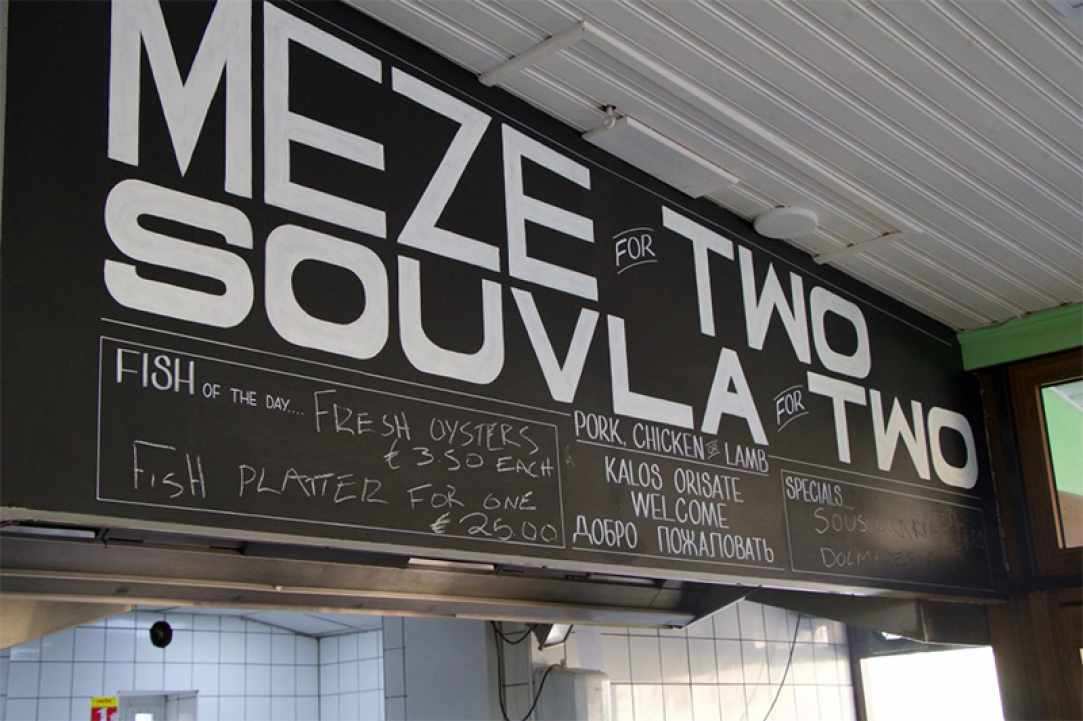 MEZE FOR TWO
SOUVLA FOR TWO
FISH OF THE DAY....
FRESH OYSTERS
€3.50 EACH
FISH PLATTER FOR ONE
€25.00
PORK, CHICKEN OR LAMB
KALOS ORISATE
WELCOME
ДОБРО ПОЖАЛОВАТЬ
SPECIALS...